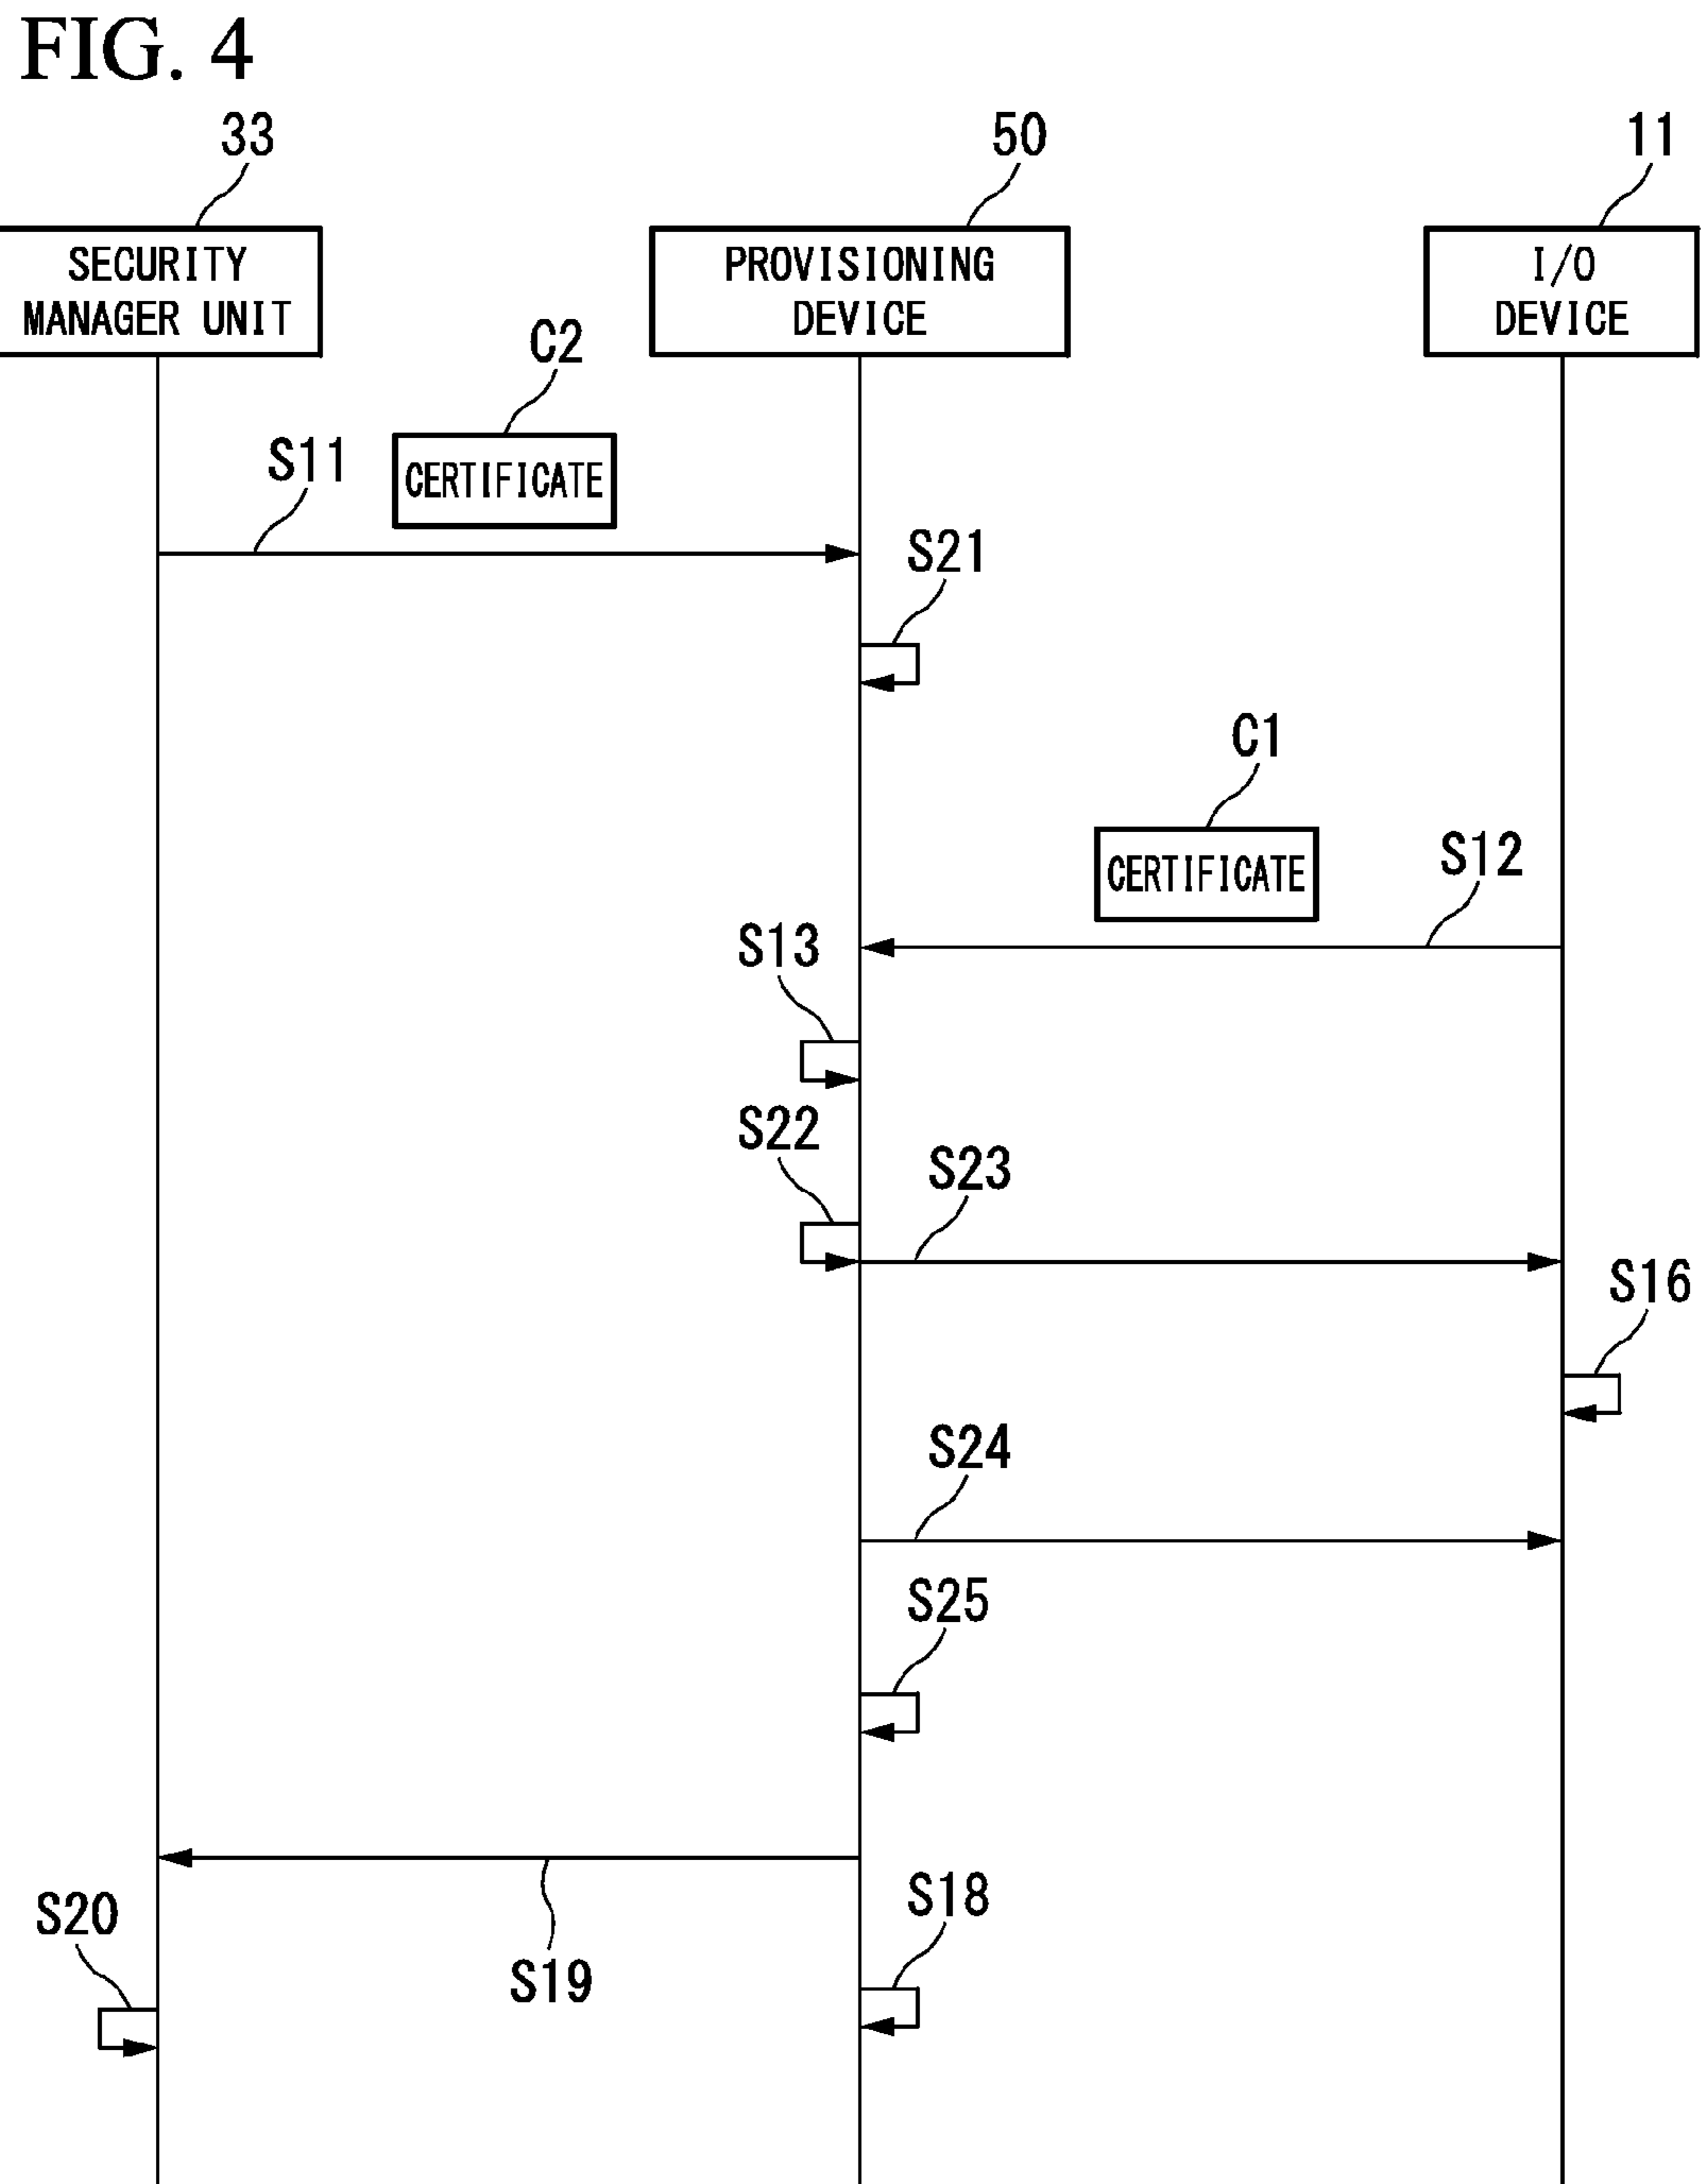 FIG. 4
33
50
11
SECURITY
MANAGER UNIT
PROVISIONING
DEVICE
I/O
DEVICE
C2
S11
CERTIFICATE
S21
C1
CERTIFICATE
S12
S13
S22
S23
S16
S24
S25
S18
S20
S19